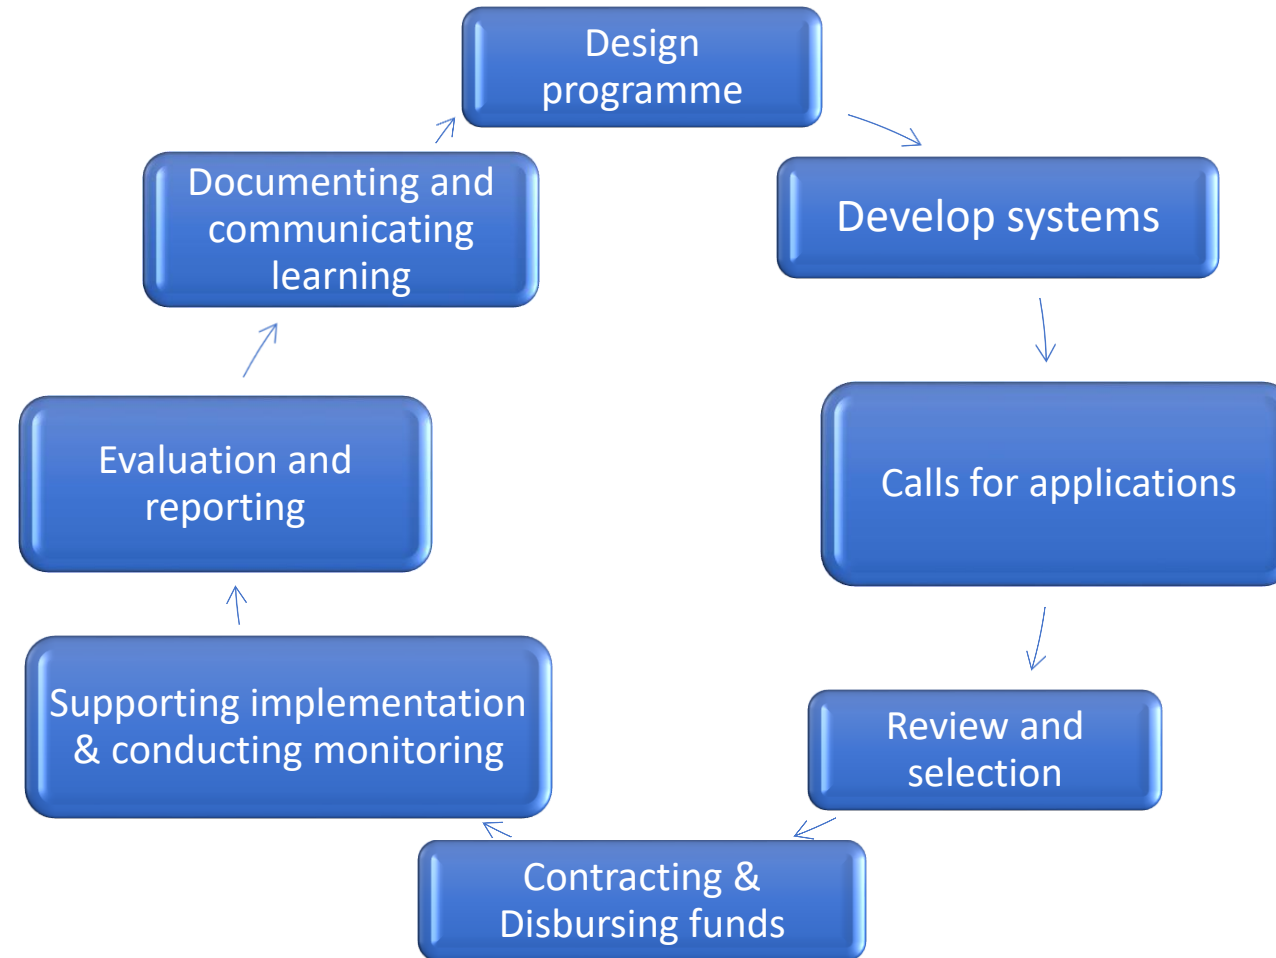 Design
programme
Develop systems
Calls for applications
Review and
selection
Contracting &
Disbursing funds
Supporting implementation
& conducting monitoring
Evaluation and
reporting
Documenting and
communicating
learning